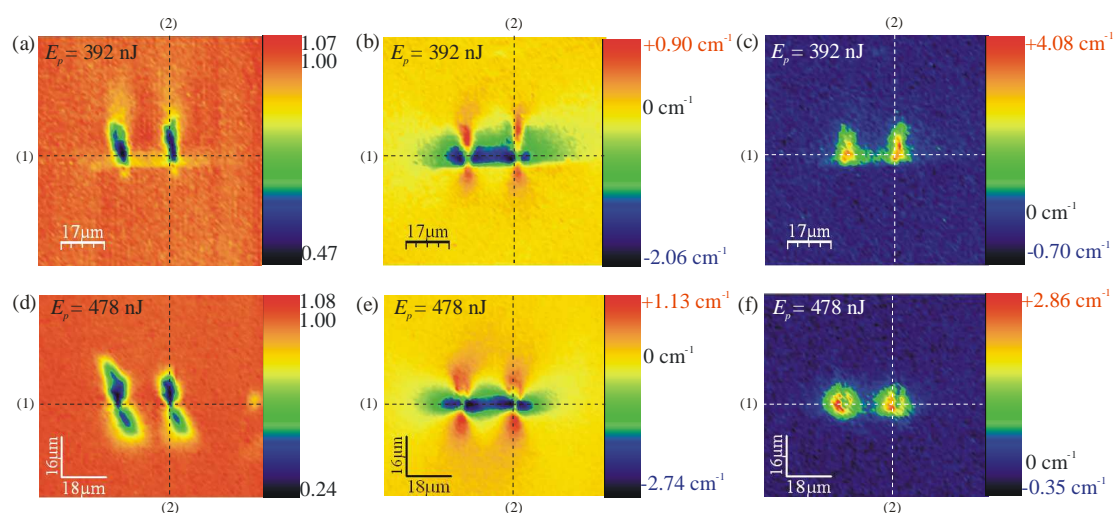 (2) (2) (2)
(a) E_p = 392 nJ 1.07 (b) E_p = 392 nJ +0.90 cm⁻¹ (c) E_p = 392 nJ +4.08 cm⁻¹
1.00 0 cm⁻¹
(1) (1) (1)
17μm 0.47 17μm -2.06 cm⁻¹ 17μm 0 cm⁻¹
-0.70 cm⁻¹
(d) E_p = 478 nJ 1.08 (e) E_p = 478 nJ +1.13 cm⁻¹ (f) E_p = 478 nJ +2.86 cm⁻¹
1.00 0 cm⁻¹
(1) (1) (1)
16μm 16μm 16μm 0 cm⁻¹
18μm 0.24 18μm -2.74 cm⁻¹ 18μm -0.35 cm⁻¹
(2) (2) (2)